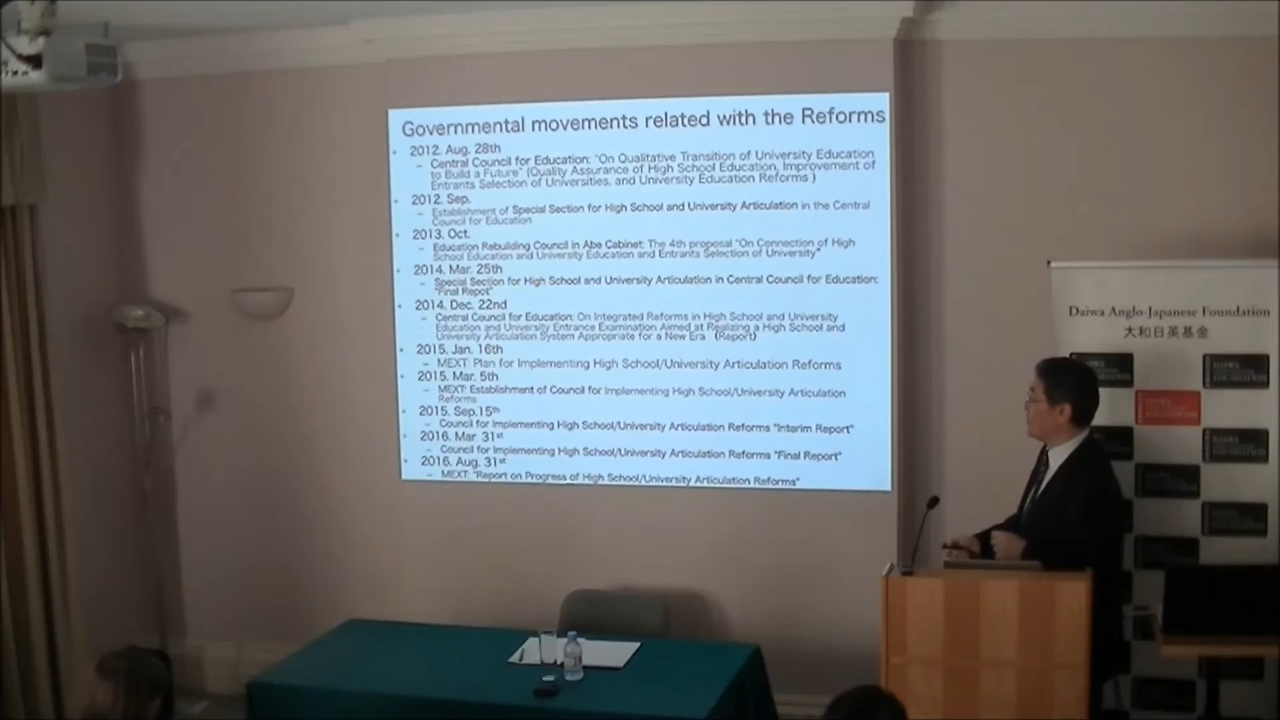 Governmental movements related with the Reforms
• 2012. Aug. 28th
– Central Council for Education: "On Qualitative Transition of University Education
to Build a Future" (Quality Assurance of High School Education, Improvement of
Entrants Selection of Universities, and University Education Reforms )
• 2012. Sep.
– Establishment of Special Section for High School and University Articulation in the Central
Council for Education
• 2013. Oct.
– Education Rebuilding Council in Abe Cabinet: The 4th proposal "On Connection of High
School Education and University Education and Entrants Selection of University"
• 2014. Mar. 25th
– Special Section for High School and University Articulation in Central Council for Education:
"Final Repot"
• 2014. Dec. 22nd
– Central Council for Education: On Integrated Reforms in High School and University
Education and University Entrance Examination Aimed at Realizing a High School and
University Articulation System Appropriate for a New Era (Report)
• 2015. Jan. 16th
– MEXT: Plan for Implementing High School/University Articulation Reforms
• 2015. Mar. 5th
– MEXT: Establishment of Council for Implementing High School/University Articulation
Reforms
• 2015. Sep.15th
– Council for Implementing High School/University Articulation Reforms "Interim Report"
• 2016. Mar. 31st
– Council for Implementing High School/University Articulation Reforms "Final Report"
• 2016. Aug. 31st
– MEXT: "Report on Progress of High School/University Articulation Reforms"
Daiwa Anglo-Japanese Foundation
大和日英基金